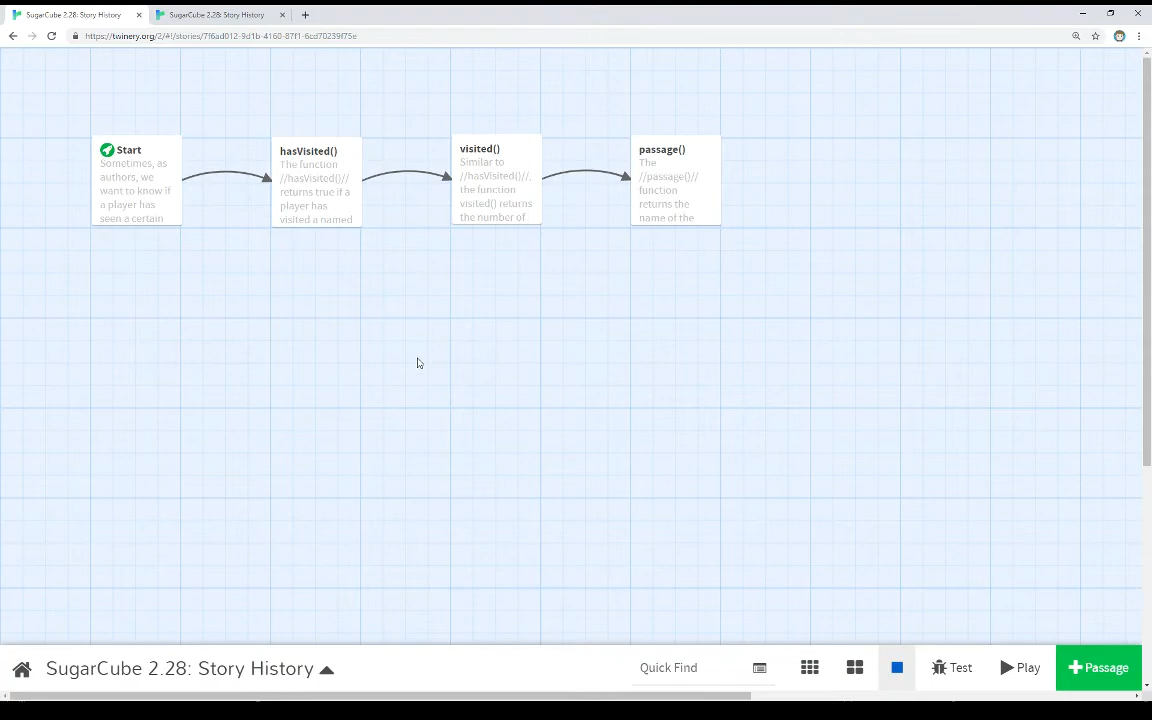 SugarCube 2.28: Story History
SugarCube 2.28: Story History
https://twinery.org/2/#!/stories/7f6ad012-9d1b-4160-87f1-6cd70239f75e
Start
Sometimes, as
authors, we
want to know if
a player has
seen a certain
hasVisited()
The function
//hasVisited()//
returns true if a
player has
visited a named
visited()
Similar to
//hasVisited()//,
the function
visited() returns
the number of
passage()
The
//passage()//
function
returns the
name of the
SugarCube 2.28: Story History
Quick Find
Test
Play
+Passage